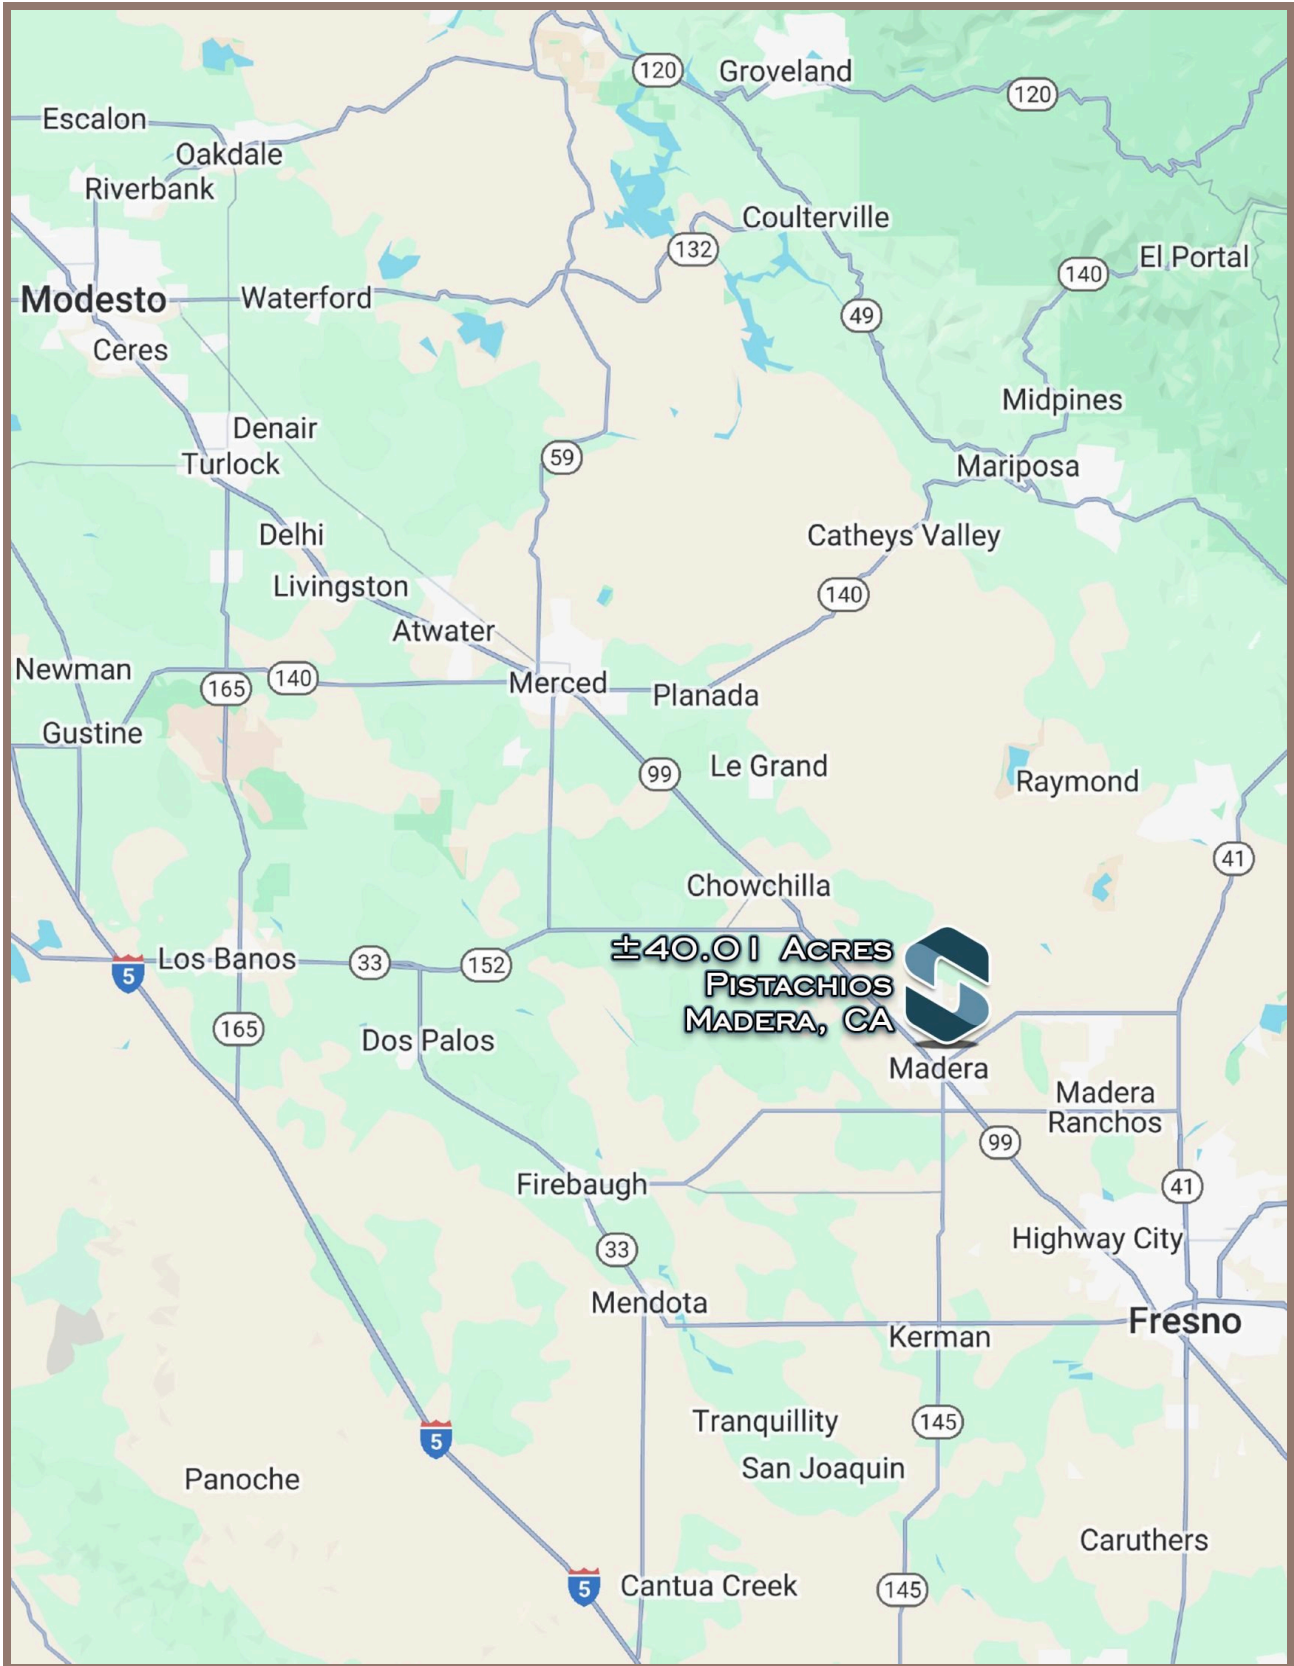 120
Groveland
120
Escalon
Oakdale
Riverbank
Coulterville
132
El Portal
140
Modesto
Waterford
49
Ceres
Midpines
Denair
Turlock
59
Mariposa
Delhi
Catheys Valley
Livingston
140
Atwater
Newman
165
140
Merced
Planada
Gustine
99
Le Grand
Raymond
41
Chowchilla
±40.01 Acres
Pistachios
Madera, CA
5
Los Banos
33
152
165
Dos Palos
Madera
Madera
Ranchos
99
Firebaugh
41
33
Highway City
Mendota
Fresno
Kerman
5
Tranquillity
145
San Joaquin
Panoche
Caruthers
5
Cantua Creek
145